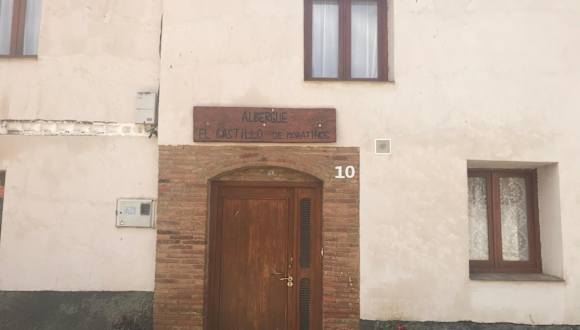 ALBERGUE
EL CASTILLO DE MORATINOS
10